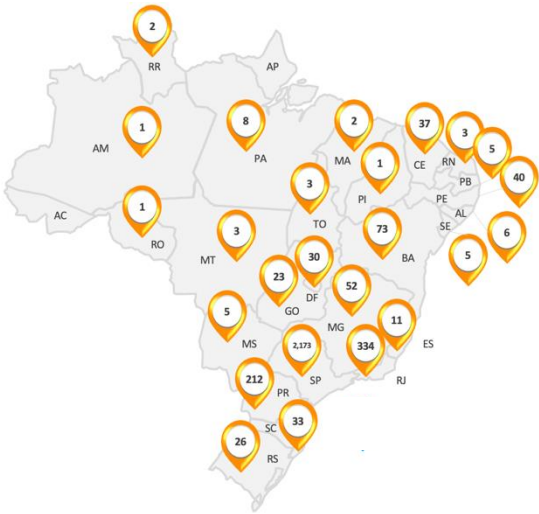 2
RR
AP
1
AM
8
PA
2
MA
37
CE
3
RN
5
PB
40
1
PI
PE
AL
SE
6
5
AC
1
RO
3
MT
3
TO
73
BA
30
DF
23
GO
52
MG
5
MS
11
ES
334
RJ
2,173
SP
212
PR
33
SC
26
RS